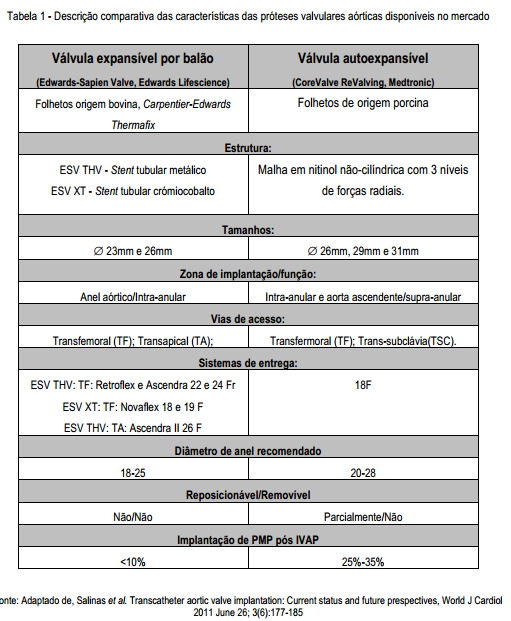 Tabela 1 - Descrição comparativa das características das próteses valvulares aórticas disponíveis no mercado
Válvula expansível por balão
(Edwards-Sapien Valve, Edwards Lifescience)
Válvula autoexpansível
(CoreValve ReValving, Medtronic)
Folhetos origem bovina, Carpentier-Edwards
Thermafix
Folhetos de origem porcina
Estrutura:
ESV THV - Stent tubular metálico
ESV XT - Stent tubular crómiocobalto
Malha em nitinol não-cilíndrica com 3 níveis
de forças radiais.
Tamanhos:
∅ 23mm e 26mm
∅ 26mm, 29mm e 31mm
Zona de implantação/função:
Anel aórtico/Intra-anular
Intra-anular e aorta ascendente/supra-anular
Vias de acesso:
Transfemoral (TF); Transapical (TA);
Transfermoral (TF); Trans-subclávia(TSC).
Sistemas de entrega:
ESV THV: TF: Retroflex e Ascendra 22 e 24 Fr
ESV XT: TF: Novaflex 18 e 19 F
ESV THV: TA: Ascendra II 26 F
18F
Diâmetro de anel recomendado
18-25
20-28
Reposicionável/Removível
Não/Não
Parcialmente/Não
Implantação de PMP pós IVAP
<10%
25%-35%
onte: Adaptado de, Salinas et al. Transcatheter aortic valve implantation: Current status and future prespectives, World J Cardiol
2011 June 26; 3(6):177-185